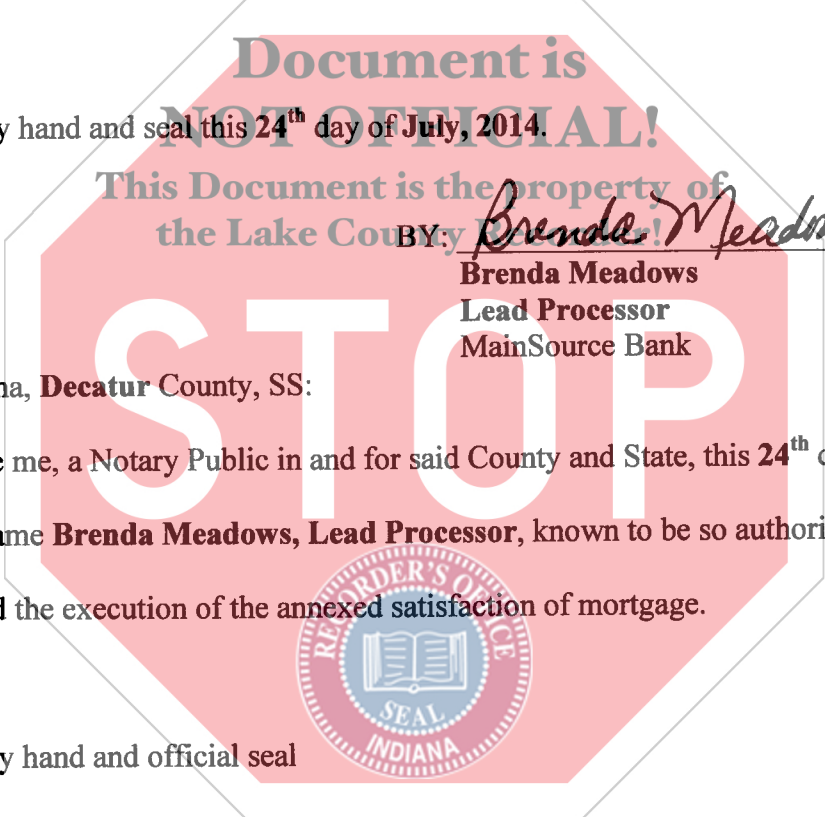 Document is
NOT OFFICIAL!
y hand and seal this 24th day of July, 2014.
This Document is the property of
the Lake County Recorder!
BY: Brenda Meado
Brenda Meadows
Lead Processor
MainSource Bank
STOP
na, Decatur County, SS:
e me, a Notary Public in and for said County and State, this 24th
ame Brenda Meadows, Lead Processor, known to be so authori
d the execution of the annexed satisfaction of mortgage.
RECORDER'S OFFICE
SEAL
INDIANA
y hand and official seal